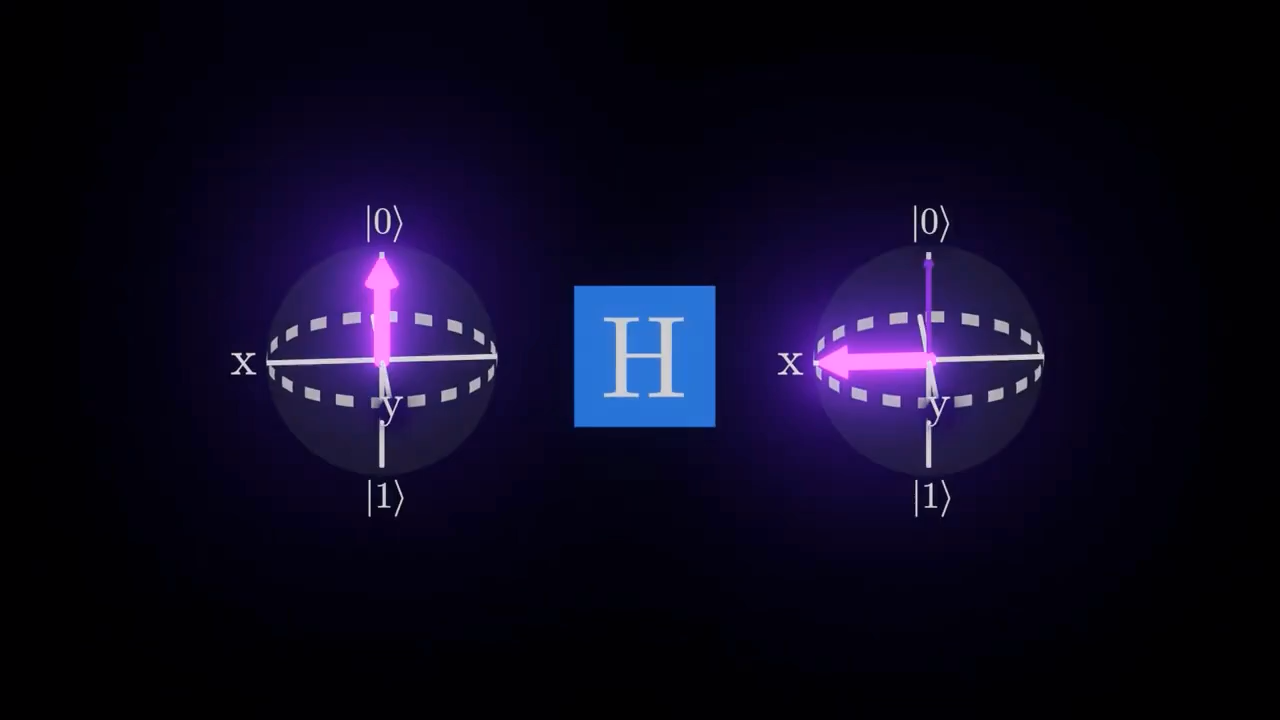 |0⟩ |0⟩
x H x
y y
|1⟩ |1⟩